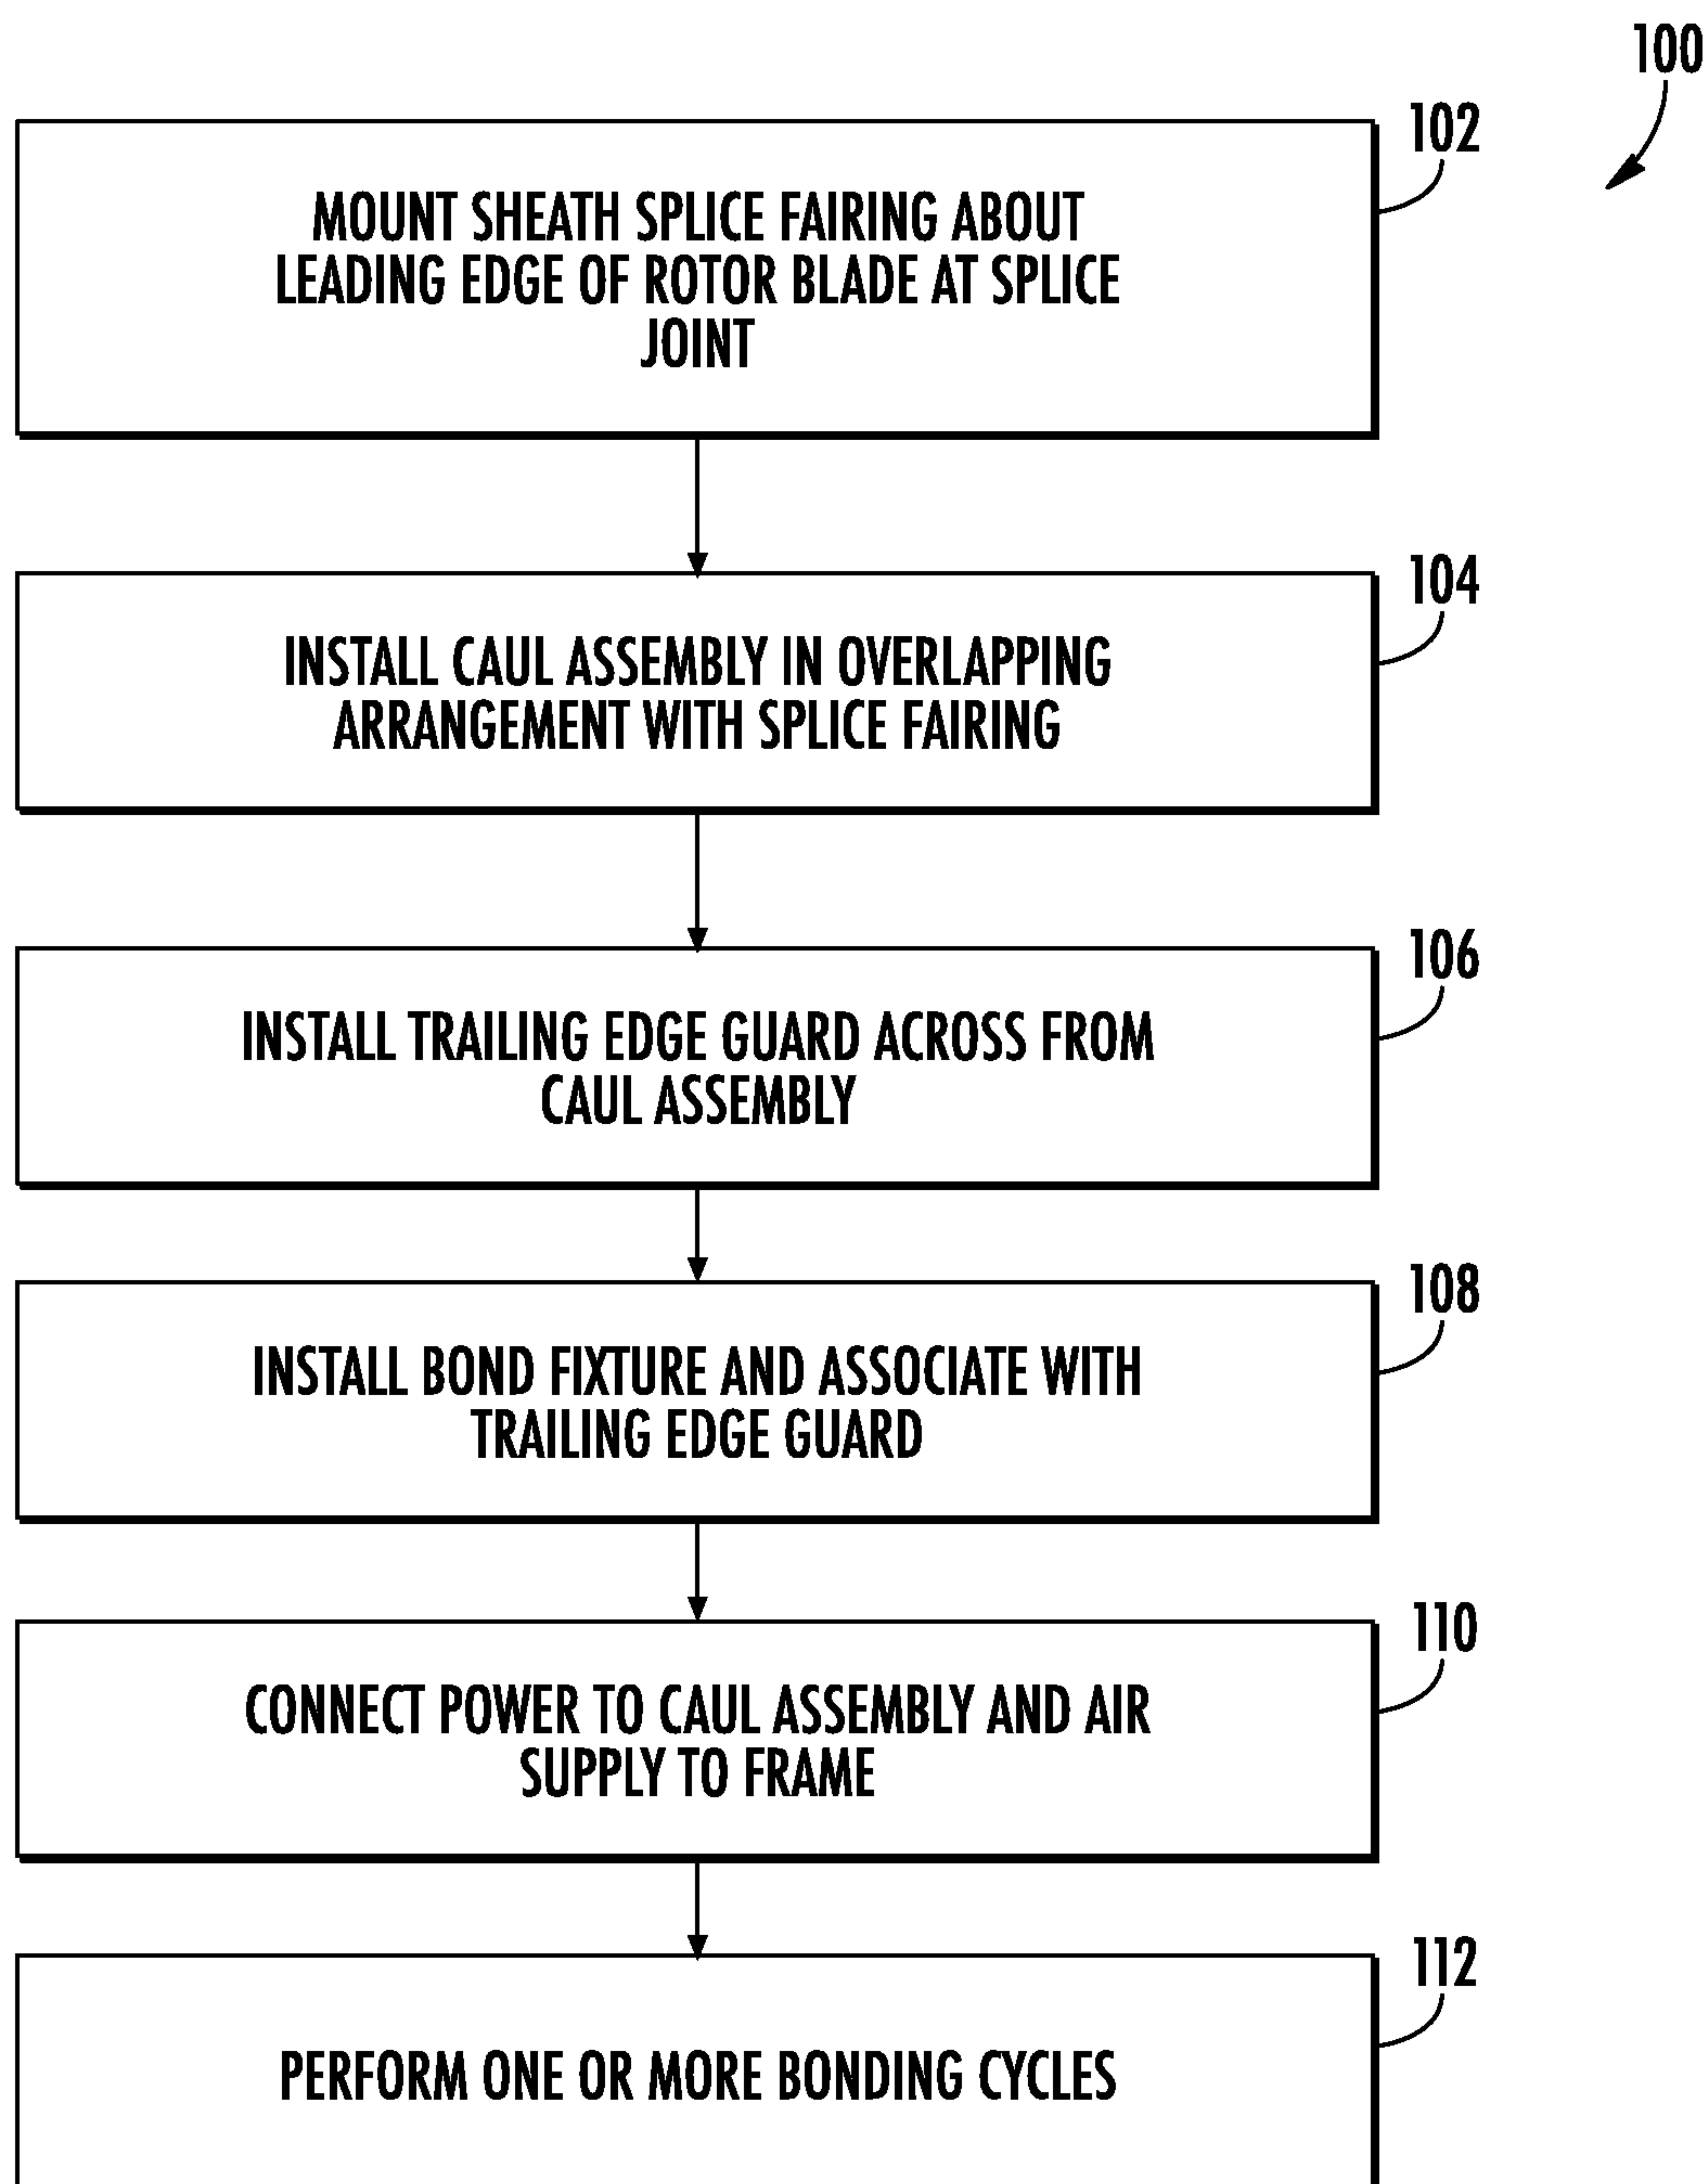 100
102
MOUNT SHEATH SPLICE FAIRING ABOUT
LEADING EDGE OF ROTOR BLADE AT SPLICE
JOINT
104
INSTALL CAUL ASSEMBLY IN OVERLAPPING
ARRANGEMENT WITH SPLICE FAIRING
106
INSTALL TRAILING EDGE GUARD ACROSS FROM
CAUL ASSEMBLY
108
INSTALL BOND FIXTURE AND ASSOCIATE WITH
TRAILING EDGE GUARD
110
CONNECT POWER TO CAUL ASSEMBLY AND AIR
SUPPLY TO FRAME
112
PERFORM ONE OR MORE BONDING CYCLES